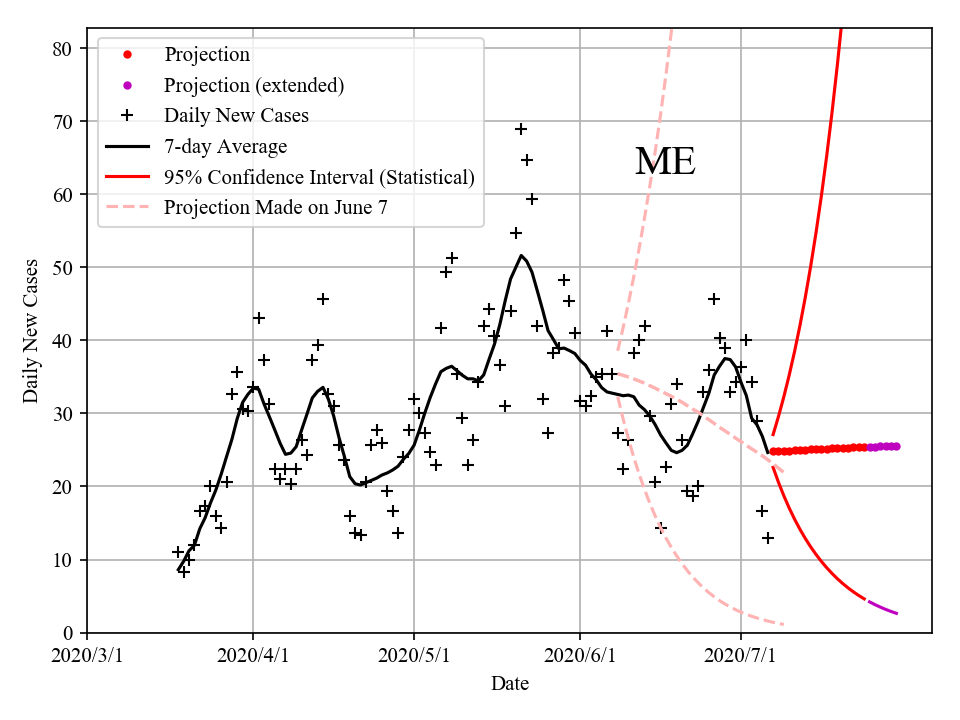 80
70
60
50
40
30
20
10
0
Daily New Cases
Projection
Projection (extended)
Daily New Cases
7-day Average
95% Confidence Interval (Statistical)
Projection Made on June 7
ME
2020/3/1 2020/4/1 2020/5/1 2020/6/1 2020/7/1
Date